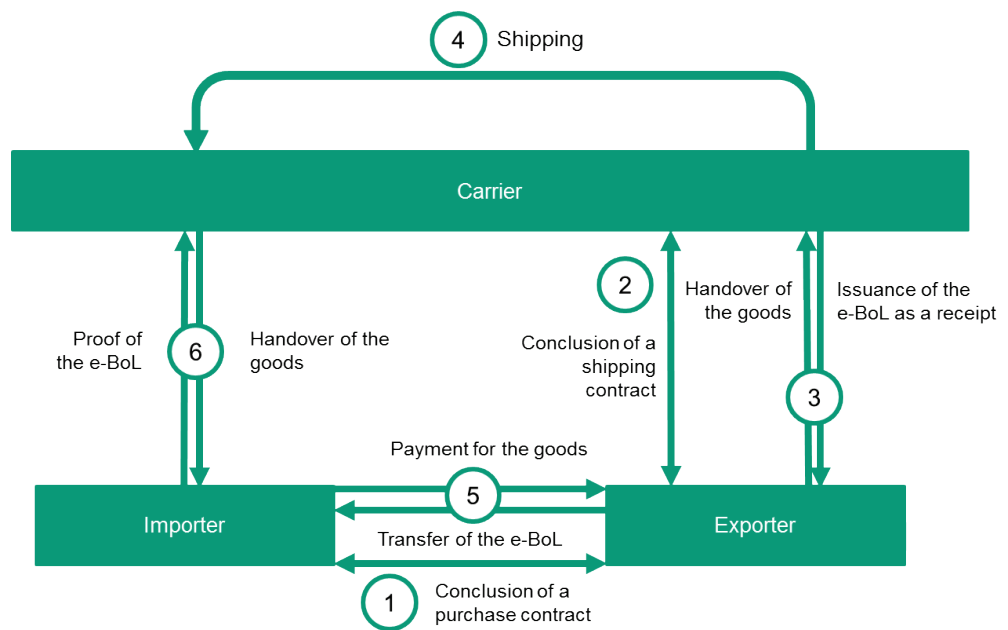 4 Shipping
Carrier
2
Handover of
the goods
Issuance of the
e-BoL as a receipt
Proof of
the e-BoL
6
Handover of the
goods
Conclusion of a
shipping
contract
3
Payment for the goods
5
Importer
Exporter
Transfer of the e-BoL
1
Conclusion of a
purchase contract